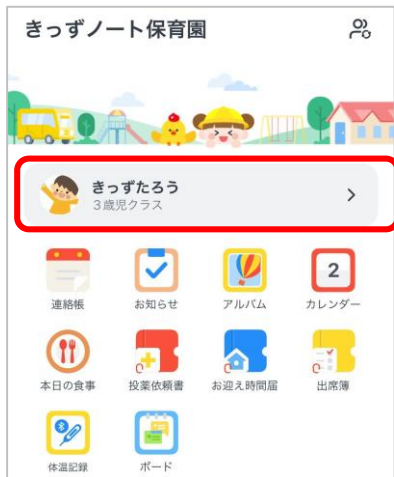 きっずノート保育園
きっずたろう
3歳児クラス
2
連絡帳 お知らせ アルバム カレンダー
本日の食事 投薬依頼書 お迎え時間届 出席簿
体温記録 ボード